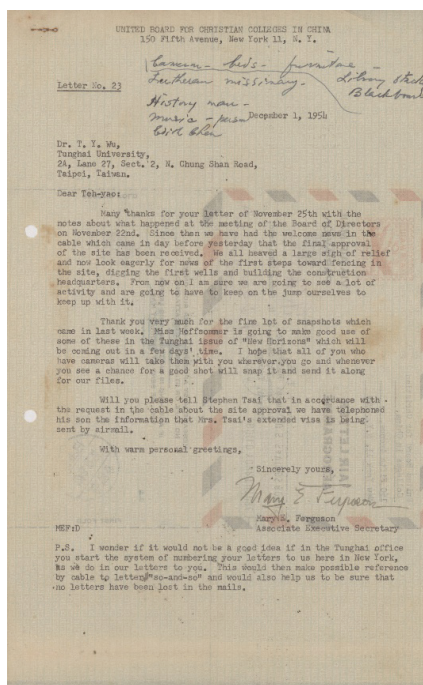 UNITED BOARD FOR CHRISTIAN COLLEGES IN CHINA
150 Fifth Avenue, New York 11, N. Y.
Cameras - beds - furniture -
Lutheran missionary. Library stack
Blackboard
Letter No. 23
History man -
Music - person
December 1, 1954
Edith Chen
Dr. T. Y. Wu,
Tunghai University,
2A, Lane 27, Sect. 2, N. Chung Shan Road,
Taipei, Taiwan.
Dear Teh-yao:
Many thanks for your letter of November 25th with the
notes about what happened at the meeting of the Board of Directors
on November 22nd. Since then we have had the welcome news in the
cable which came in day before yesterday that the final approval
of the site has been received. We all heaved a large sigh of relief
and now look eagerly for news of the first steps toward fencing in
the site, digging the first wells and building the construction
headquarters. From now on I am sure we are going to see a lot of
activity and are going to have to keep on the jump ourselves to
keep up with it.
Thank you very much for the fine lot of snapshots which
came in last week. Miss Hoffsommer is going to make good use of
some of these in the Tunghai issue of "New Horizons" which will
be coming out in a few days' time. I hope that all of you who
have cameras will take them with you wherever you go and whenever
you see a chance for a good shot will snap it and send it along
for our files.
Will you please tell Stephen Tsai that in accordance with
the request in the cable about the site approval we have telephoned
his son the information that Mrs. Tsai's extended visa is being
sent by airmail.
With warm personal greetings,
Sincerely yours,
Mary E. Ferguson
Mary E. Ferguson
MEF:D Associate Executive Secretary
P.S. I wonder if it would not be a good idea if in the Tunghai office
you start the system of numbering your letters to us here in New York,
as we do in our letters to you. This would then make possible reference
by cable to letter "so-and-so" and would also help us to be sure that
no letters have been lost in the mails.